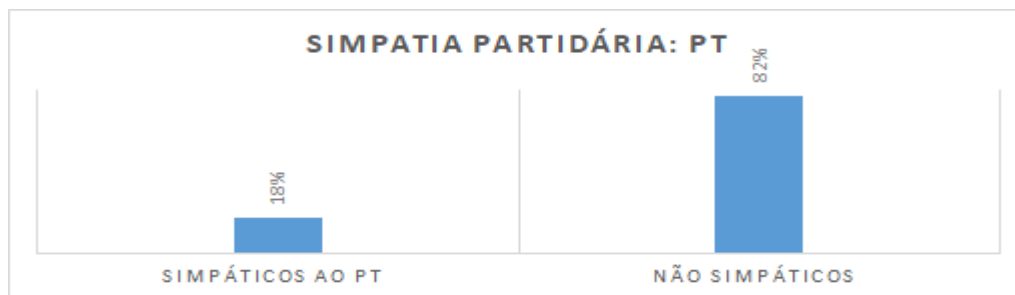 SIMPATIA PARTIDÁRIA: PT
18%
82%
SIMPÁTICOS AO PT
NÃO SIMPÁTICOS